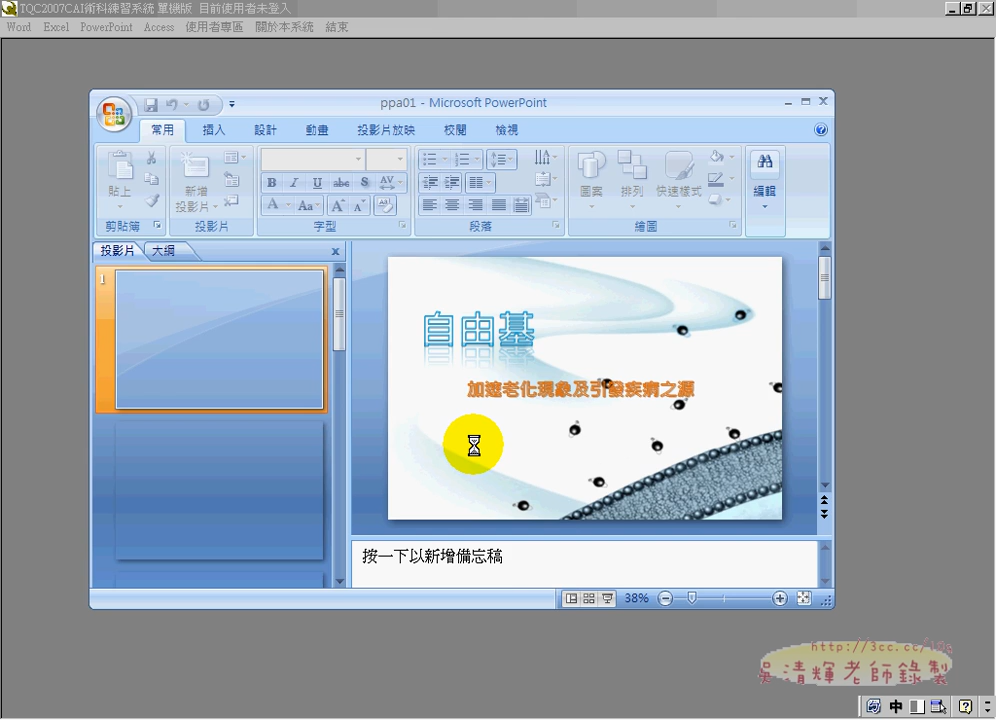 TQC2007CAI術科練習系統 單機版 目前使用者未登入
Word Excel PowerPoint Access 使用者專區 關於本系統 結束
ppa01 - Microsoft PowerPoint
常用 插入 設計 動畫 投影片放映 校閱 檢視
貼上
新增
投影片
B I U abc S AV
A Aa A A
圖案 排列 快速樣式
編輯
剪貼簿 投影片 字型 段落 繪圖
投影片 大綱 x
1
自由基
加速老化現象及引發疾病之源
按一下以新增備忘稿
38%
吳清輝老師錄製
中